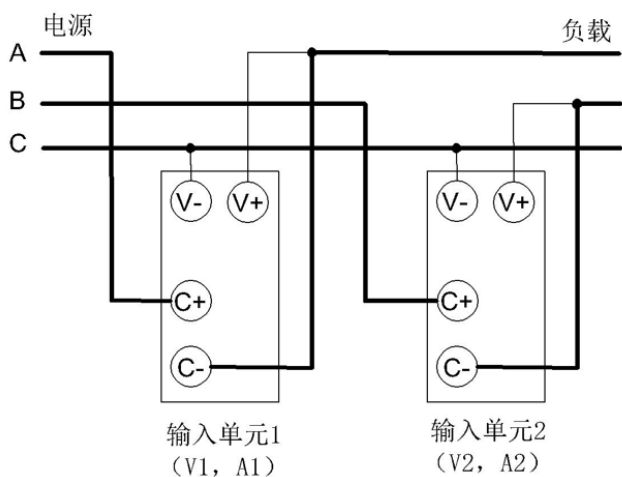 电源 负载
A
B
C
V- V+ V- V+
C+ C+
C- C-
输入单元1 输入单元2
（V1，A1） （V2，A2）